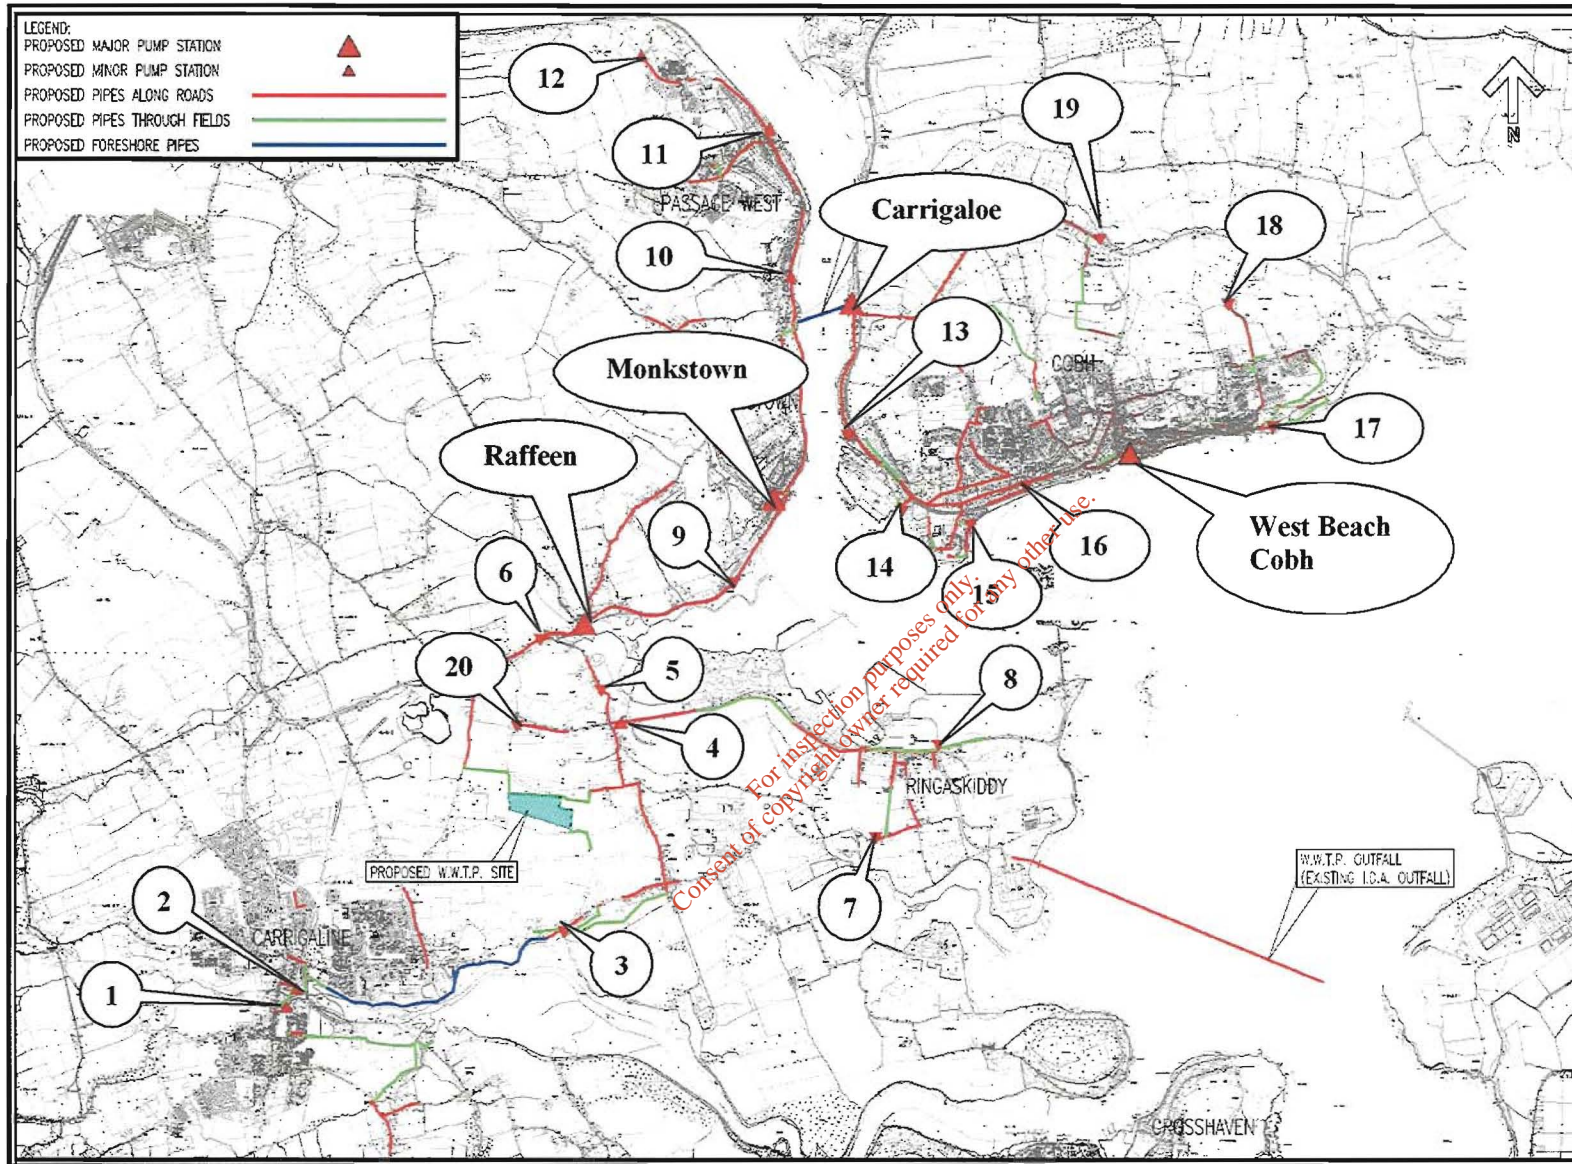 LEGEND:
PROPOSED MAJOR PUMP STATION
PROPOSED MINOR PUMP STATION
PROPOSED PIPES ALONG ROADS
PROPOSED PIPES THROUGH FIELDS
PROPOSED FORESHORE PIPES
12
19
N
11
PASSAGE WEST
Carrigaloe
18
10
13
COBH
Monkstown
17
Raffeen
West Beach
Cobh
9
16
14
6
15
20
5
8
4
RINGASKIDDY
PROPOSED W.W.T.P. SITE
W.W.T.P. OUTFALL
(EXISTING I.D.A. OUTFALL)
7
2
CARRIGALINE
3
1
CROSSHAVEN
For inspection purposes only.
Consent of copyright owner required for any other use.